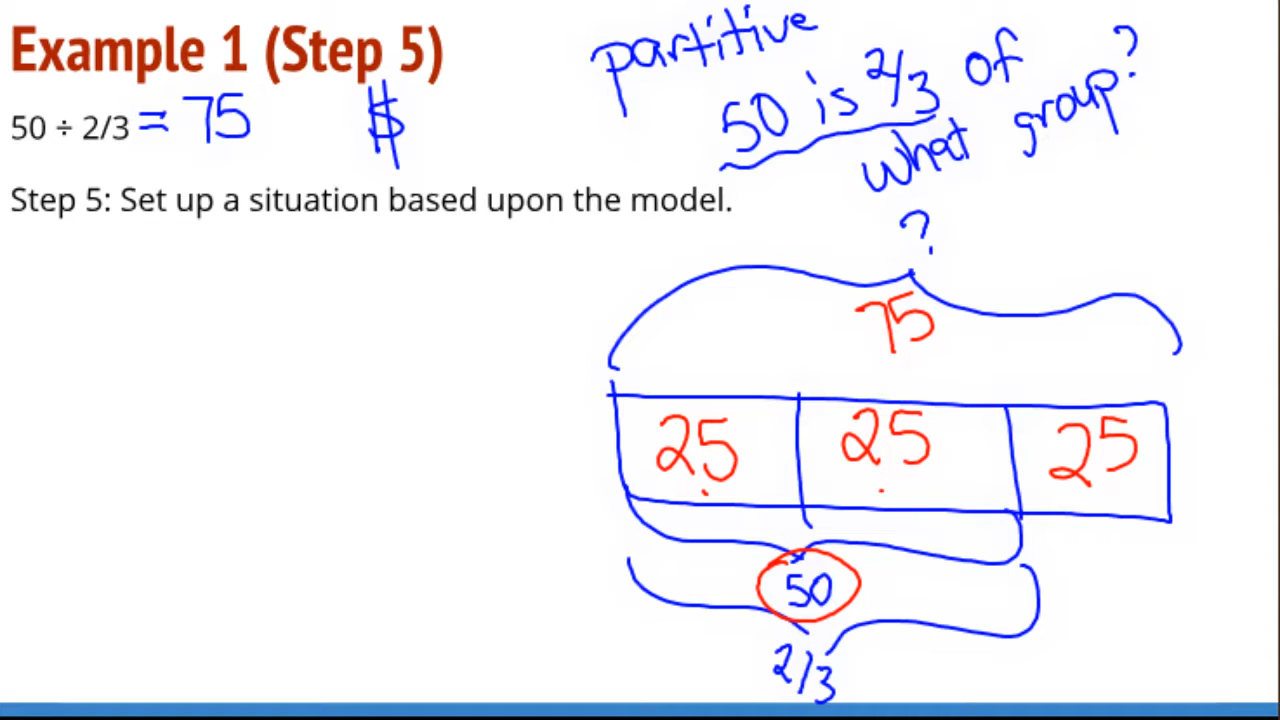 Example 1 (Step 5)
partitive
50 is 2/3 of
what group?
50 ÷ 2/3 = 75 $
Step 5: Set up a situation based upon the model.
?
75
25 25 25
50
2/3